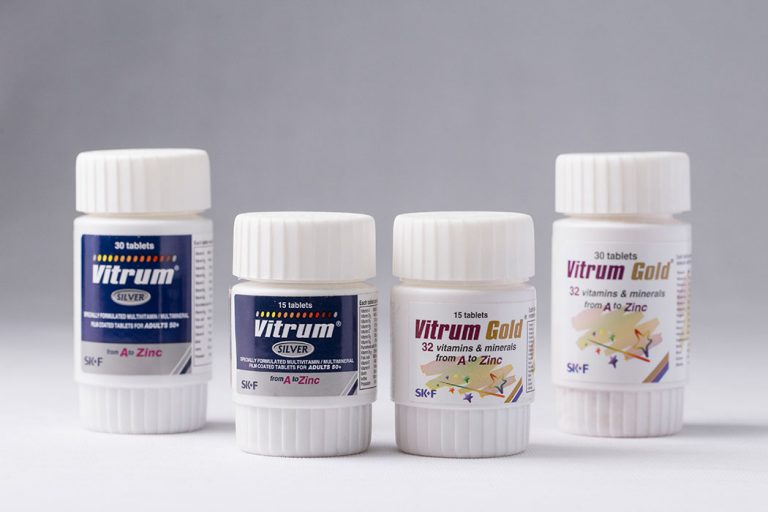 30 tablets
Vitrum®
SILVER
SPECIALLY FORMULATED MULTIVITAMIN / MULTIMINERAL
FILM COATED TABLETS FOR ADULTS 50+
from A to Zinc
SK+F
15 tablets
Vitrum®
SILVER
SPECIALLY FORMULATED MULTIVITAMIN / MULTIMINERAL
FILM COATED TABLETS FOR ADULTS 50+
from A to Zinc
SK+F
15 tablets
Vitrum Gold
32 vitamins & minerals
from A to Zinc
SK+F
30 tablets
Vitrum Gold
32 vitamins & minerals
from A to Zinc
SK+F